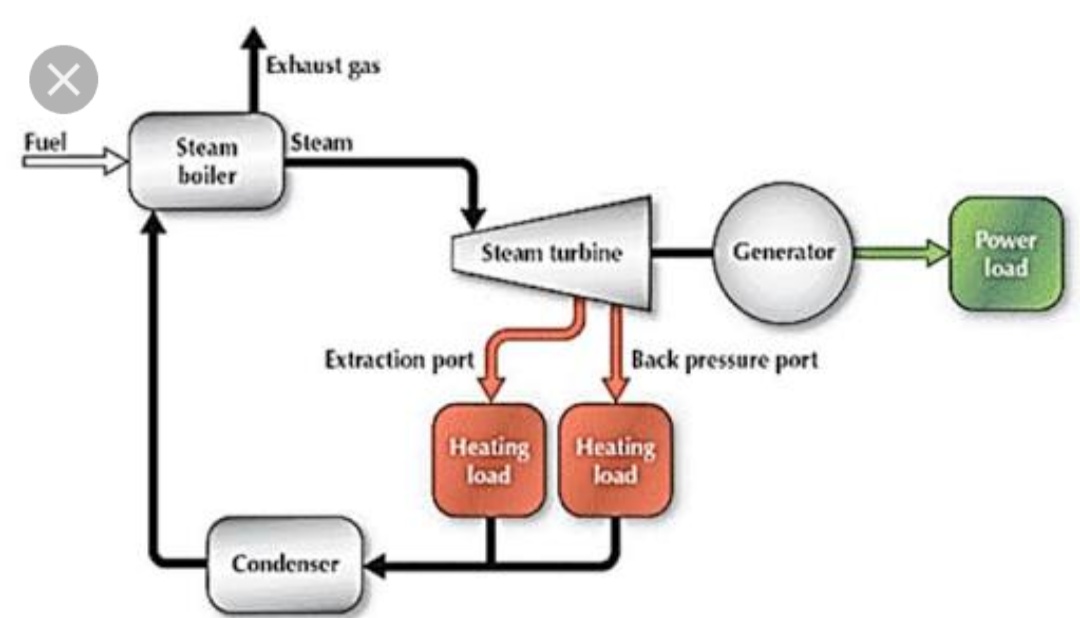 Exhaust gas
Fuel
Steam
boiler
Steam
Steam turbine
Generator
Power
load
Extraction port
Back pressure port
Heating
load
Heating
load
Condenser